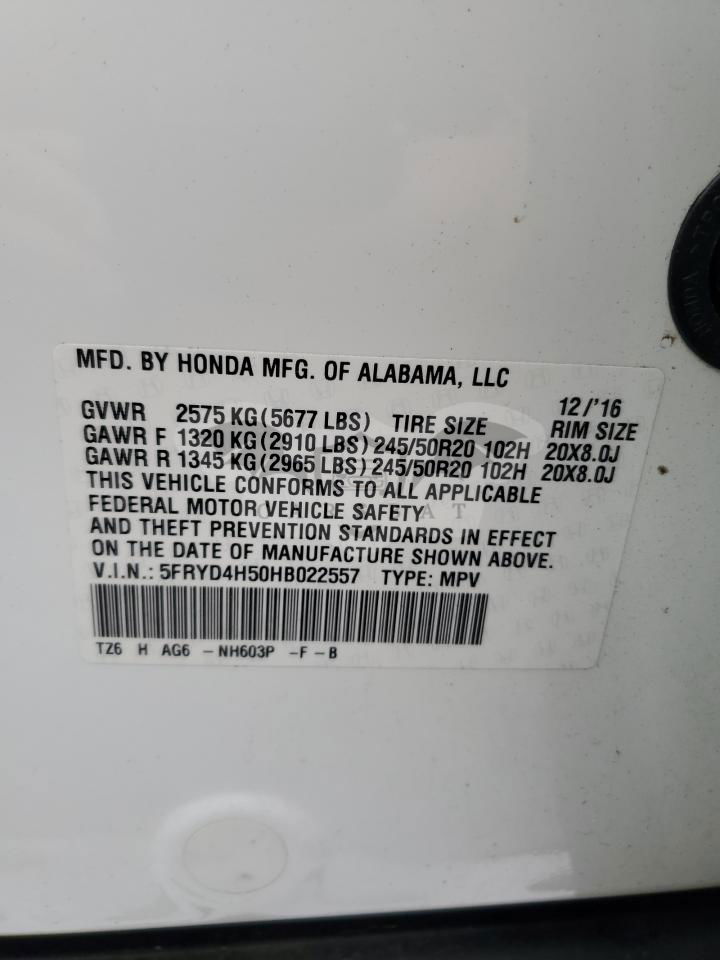 MFD. BY HONDA MFG. OF ALABAMA, LLC
12/'16
GVWR 2575 KG (5677 LBS) TIRE SIZE RIM SIZE
GAWR F 1320 KG (2910 LBS) 245/50R20 102H 20X8.0J
GAWR R 1345 KG (2965 LBS) 245/50R20 102H 20X8.0J
THIS VEHICLE CONFORMS TO ALL APPLICABLE
FEDERAL MOTOR VEHICLE SAFETY
AND THEFT PREVENTION STANDARDS IN EFFECT
ON THE DATE OF MANUFACTURE SHOWN ABOVE.
V.I.N.: 5FRYD4H50HB022557 TYPE: MPV
TZ6 H AG6 -NH603P -F-B
HONDA